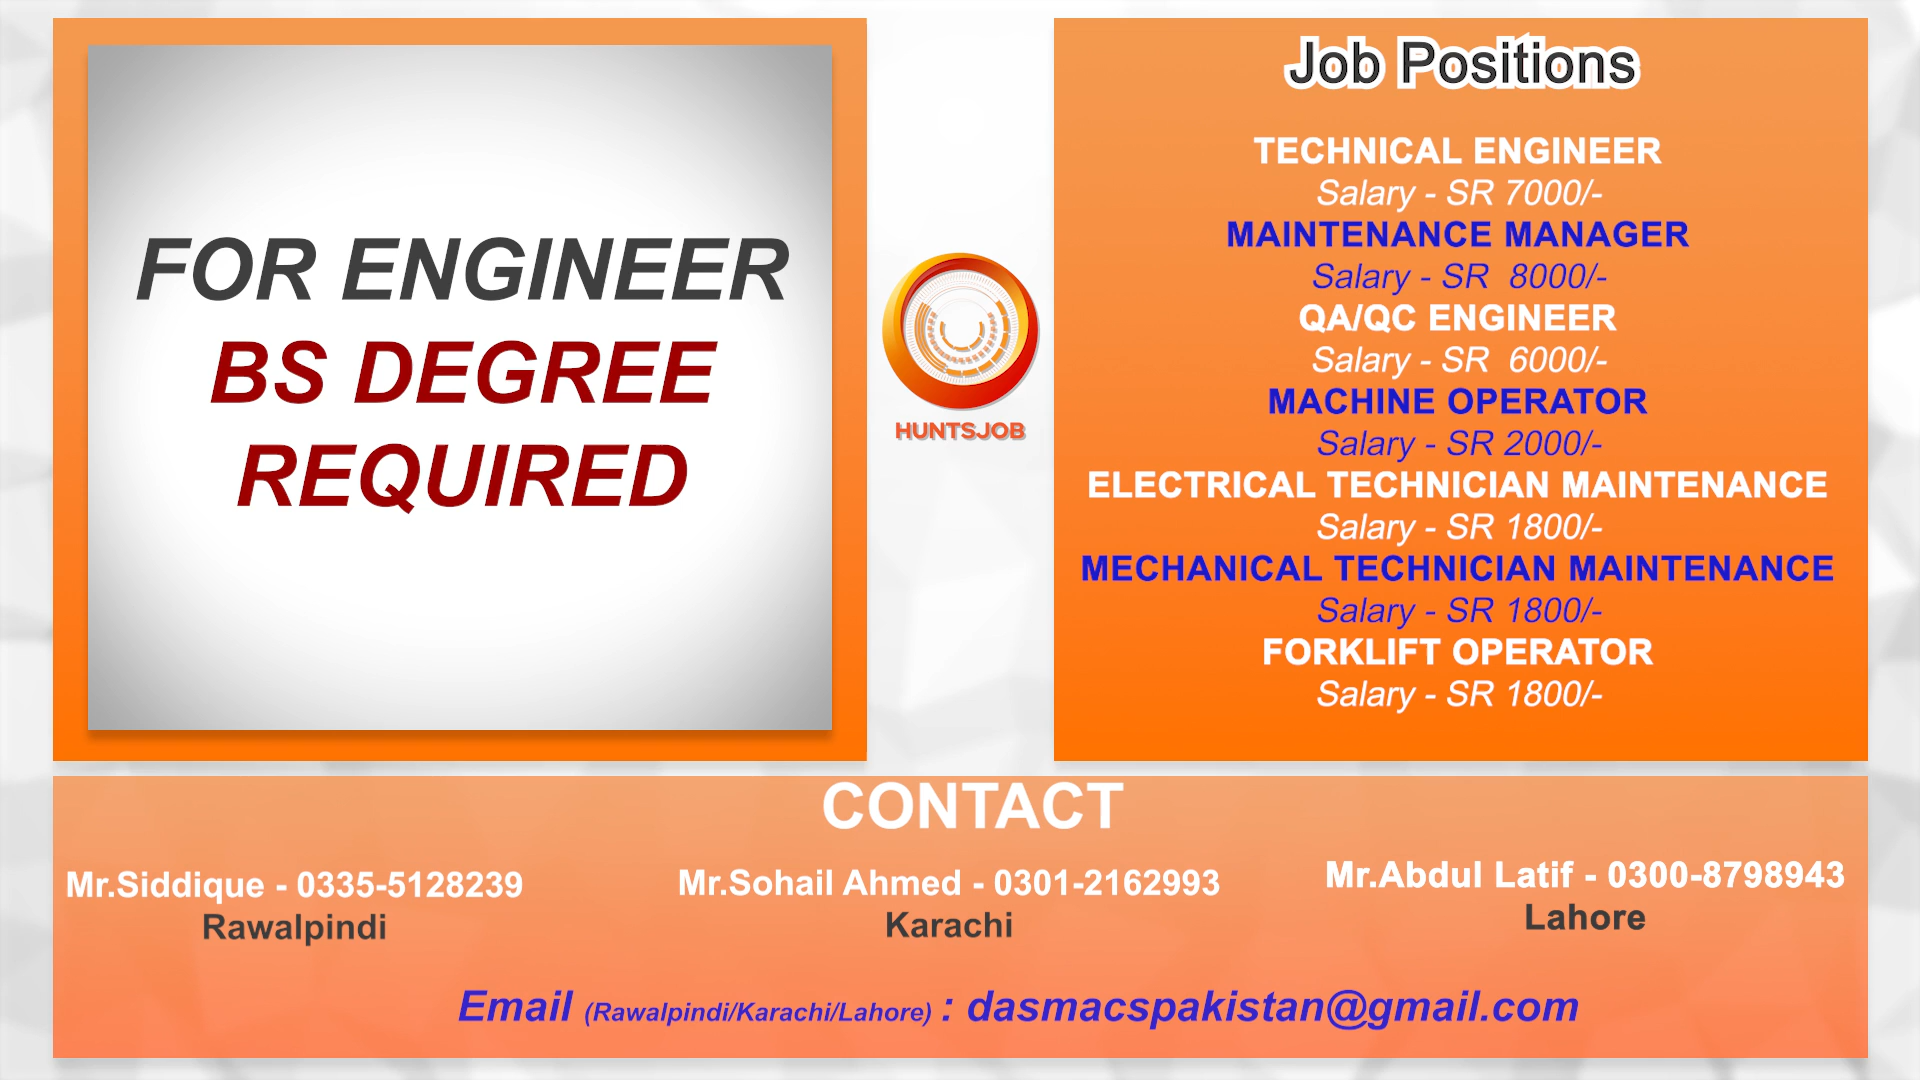 FOR ENGINEER
BS DEGREE
REQUIRED
HUNTSJOB
Job Positions
TECHNICAL ENGINEER
Salary - SR 7000/-
MAINTENANCE MANAGER
Salary - SR  8000/-
QA/QC ENGINEER
Salary - SR  6000/-
MACHINE OPERATOR
Salary - SR 2000/-
ELECTRICAL TECHNICIAN MAINTENANCE
Salary - SR 1800/-
MECHANICAL TECHNICIAN MAINTENANCE
Salary - SR 1800/-
FORKLIFT OPERATOR
Salary - SR 1800/-
CONTACT
Mr.Siddique - 0335-5128239
Rawalpindi
Mr.Sohail Ahmed - 0301-2162993
Karachi
Mr.Abdul Latif - 0300-8798943
Lahore
Email (Rawalpindi/Karachi/Lahore) : dasmacspakistan@gmail.com